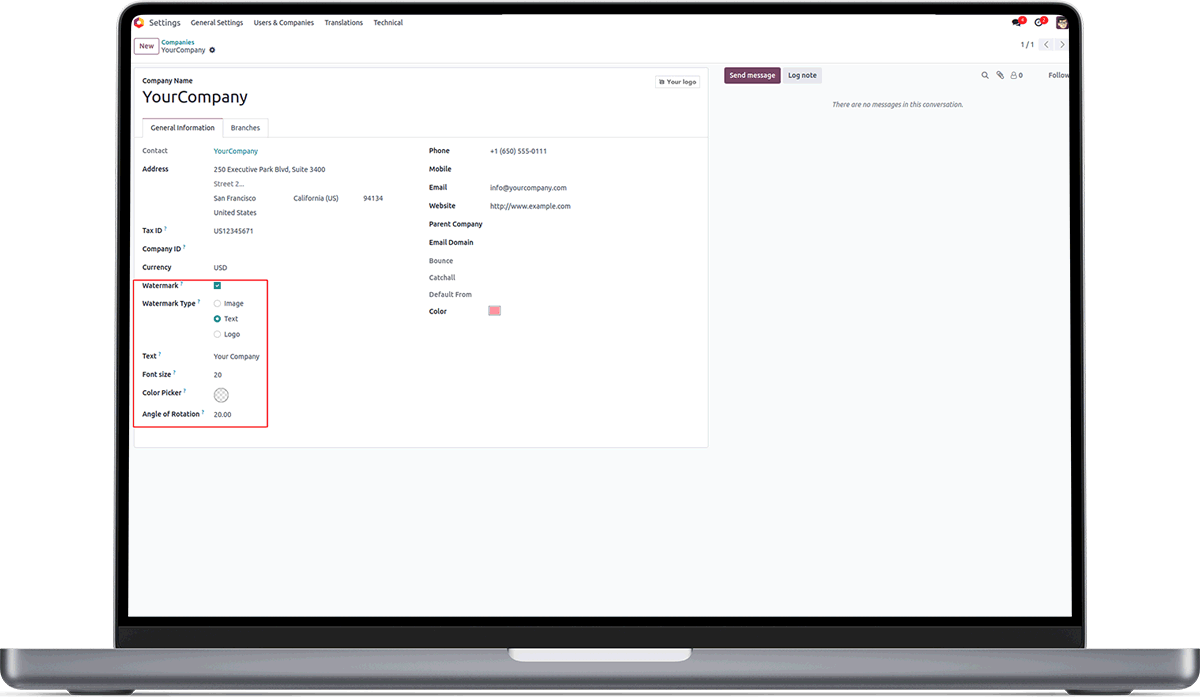 Settings General Settings Users & Companies Translations Technical
New Companies
YourCompany
1 / 1
Company Name
YourCompany
Your logo
Send message Log note 0 Follow
There are no messages in this conversation.
General Information Branches
Contact YourCompany
Address 250 Executive Park Blvd, Suite 3400
Street 2...
San Francisco California (US) 94134
United States
Tax ID ? US12345671
Company ID ?
Currency USD
Watermark ?
Watermark Type ? Image
Text
Logo
Text ? Your Company
Font size ? 20
Color Picker ?
Angle of Rotation ? 20.00
Phone +1 (650) 555-0111
Mobile
Email info@yourcompany.com
Website http://www.example.com
Parent Company
Email Domain
Bounce
Catchall
Default From
Color